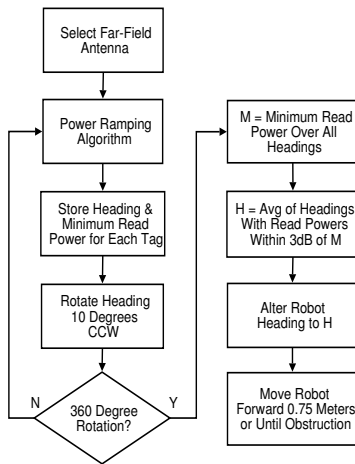 Select Far-Field
Antenna
Power Ramping
Algorithm
Store Heading &
Minimum Read
Power for Each Tag
Rotate Heading
10 Degrees
CCW
N
360 Degree
Rotation?
Y
M = Minimum Read
Power Over All
Headings
H = Avg of Headings
With Read Powers
Within 3dB of M
Alter Robot
Heading to H
Move Robot
Forward 0.75 Meters
or Until Obstruction